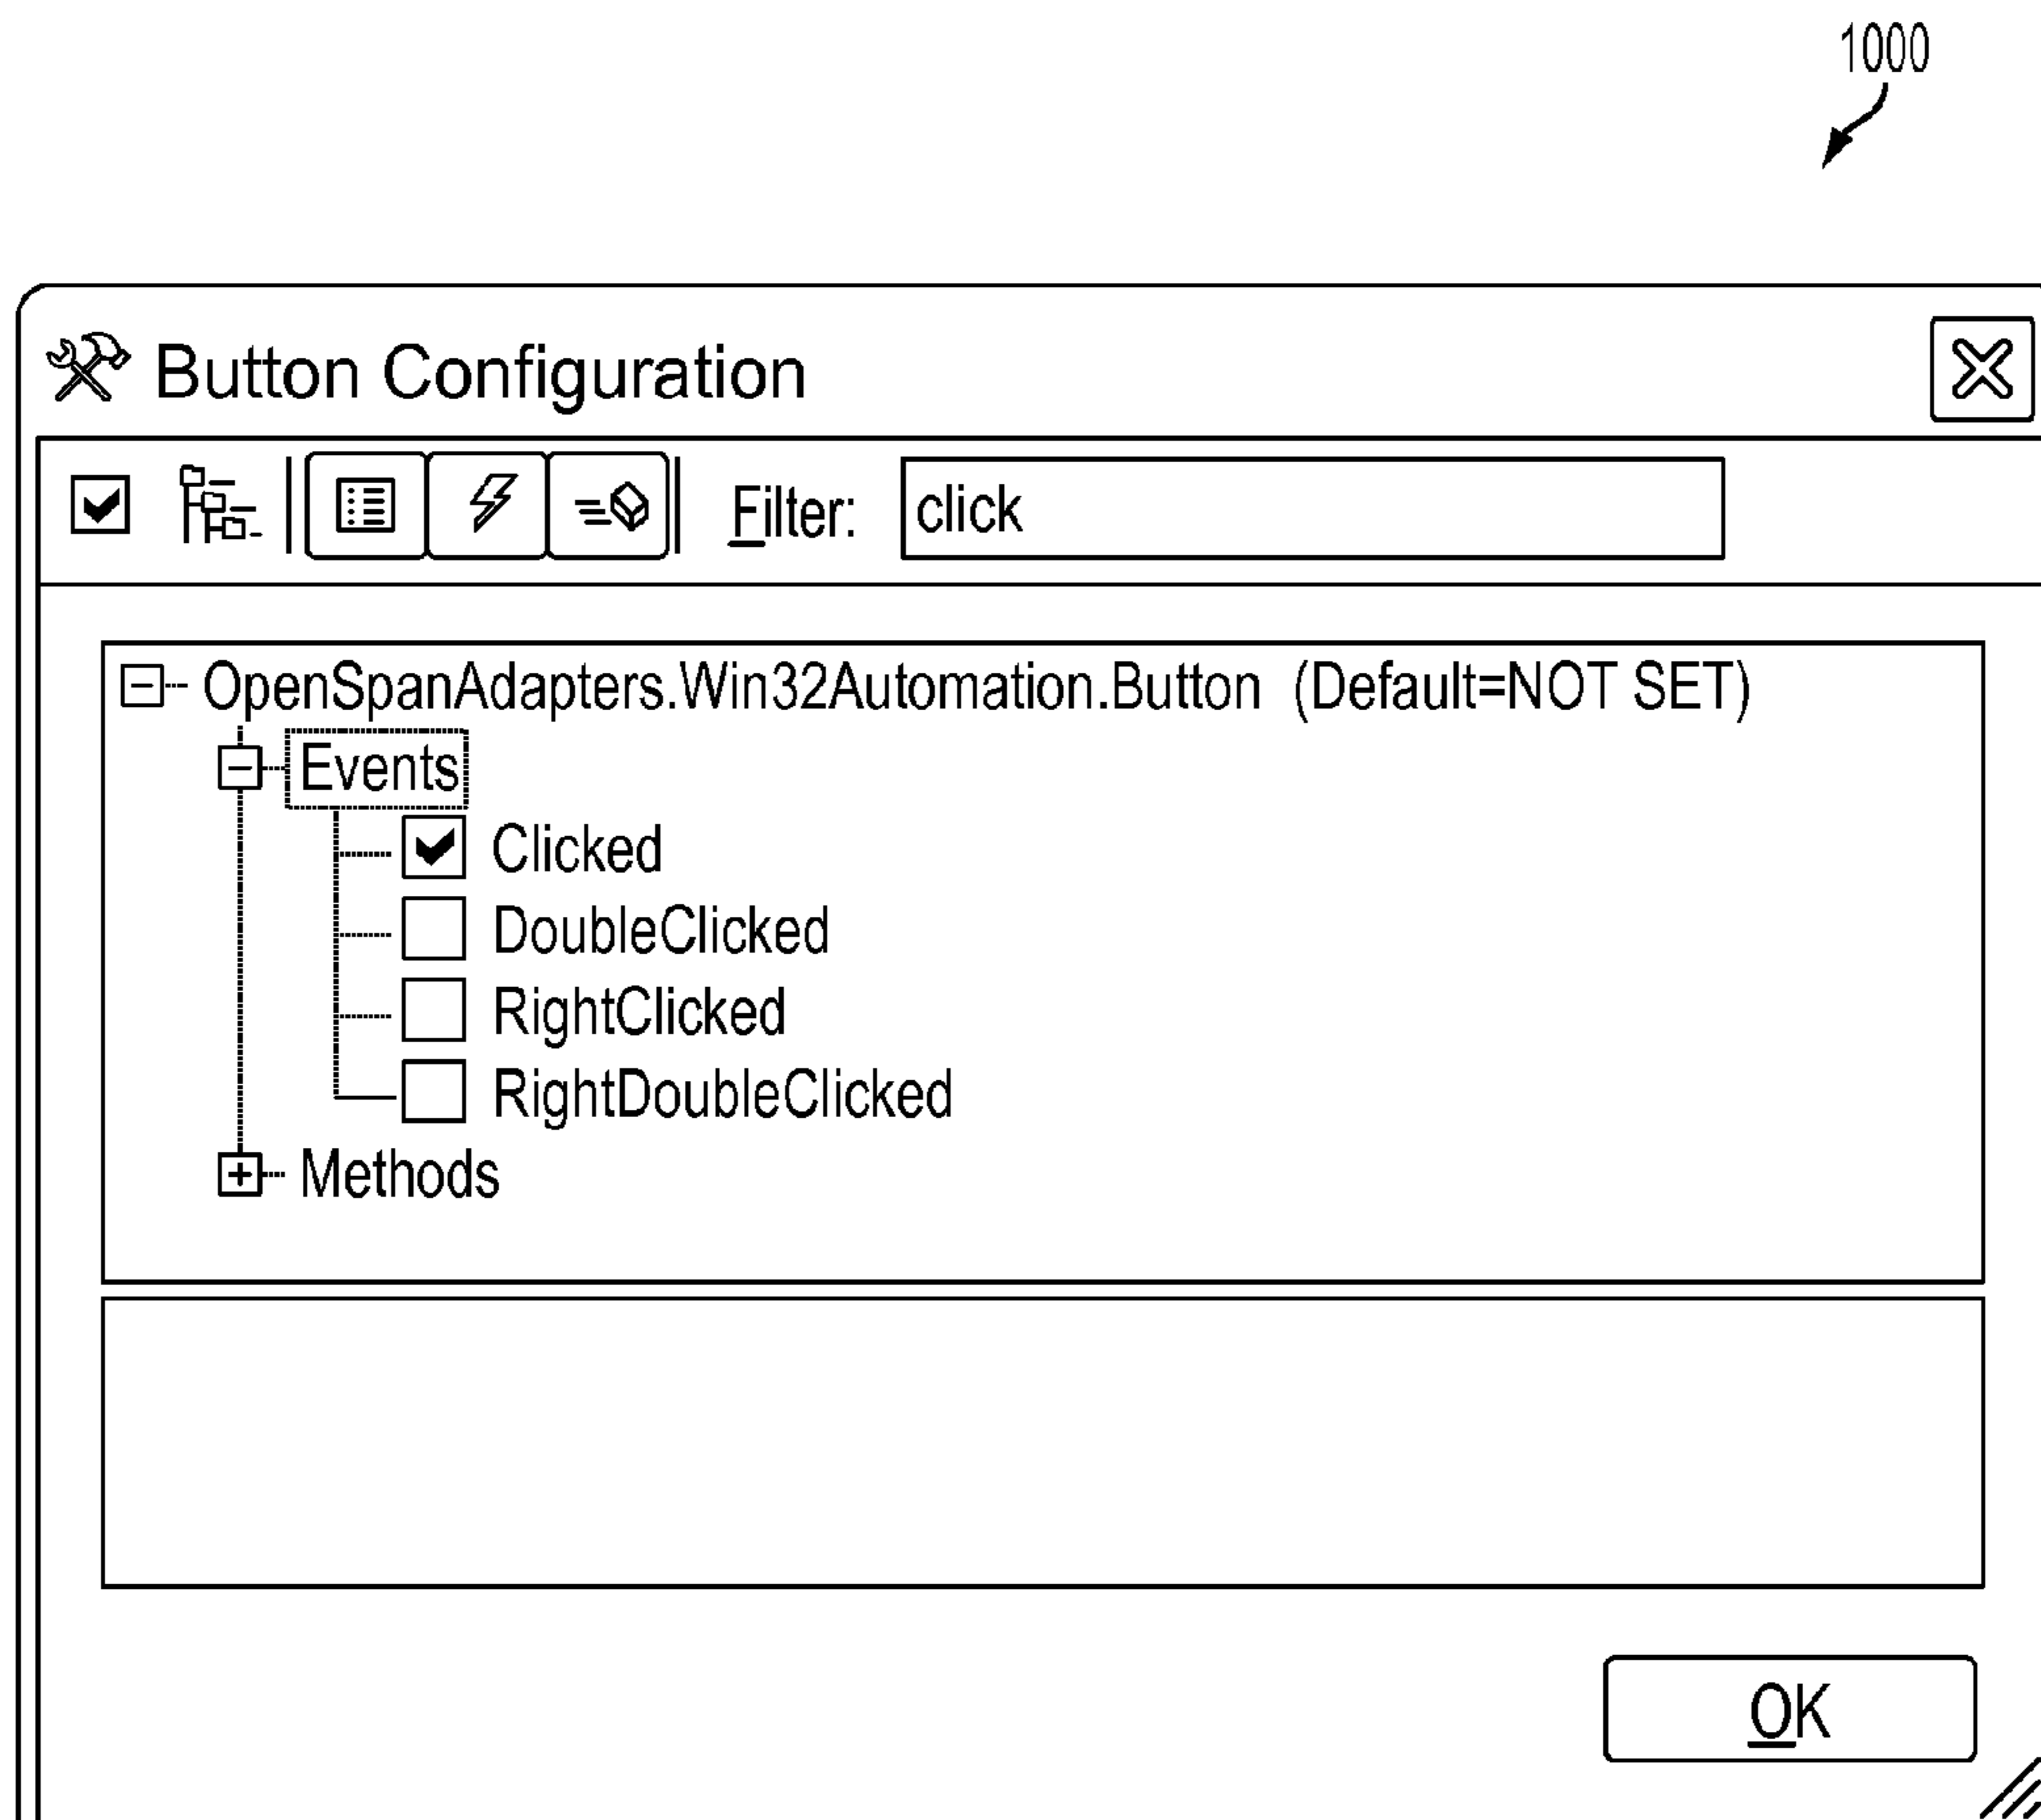 1000
Button Configuration
Filter: click
OpenSpanAdapters.Win32Automation.Button (Default=NOT SET)
Events
Clicked
DoubleClicked
RightClicked
RightDoubleClicked
Methods
OK